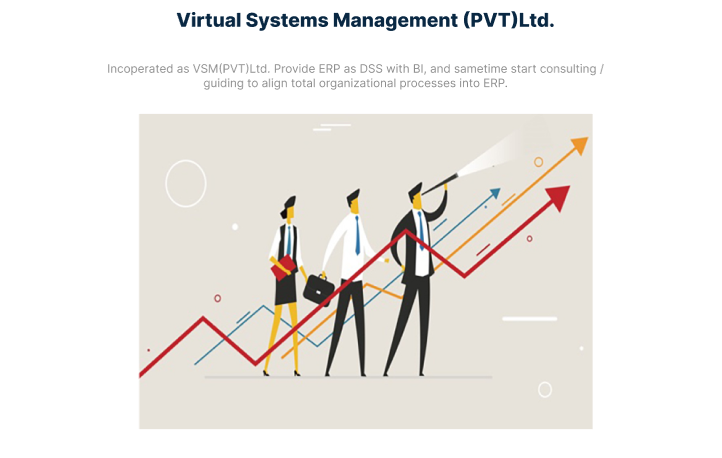 Virtual Systems Management (PVT)Ltd.
Incoperated as VSM(PVT)Ltd. Provide ERP as DSS with BI, and sametime start consulting /
guiding to align total organizational processes into ERP.